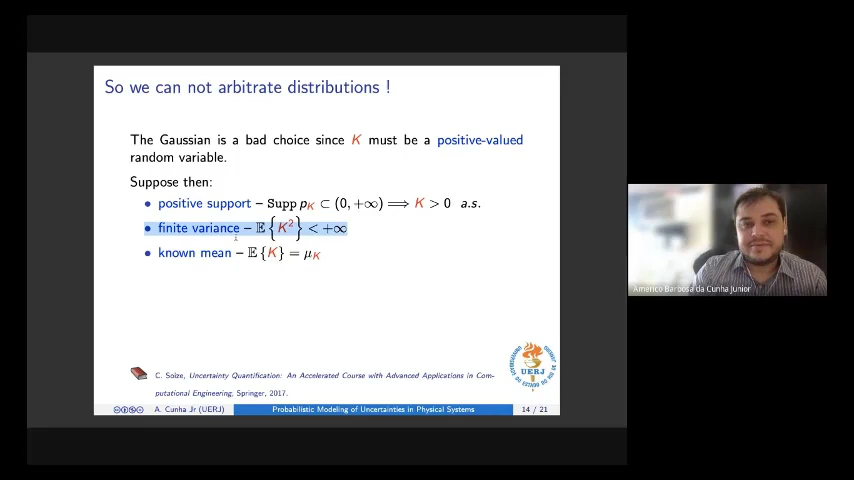 So we can not arbitrate distributions !
The Gaussian is a bad choice since K must be a positive-valued
random variable.
Suppose then:
• positive support – Supp p_K ⊂ (0, +∞) ⟹ K > 0 a.s.
• finite variance – 𝔼 {K²} < +∞
• known mean – 𝔼 {K} = μ_K
C. Soize, Uncertainty Quantification: An Accelerated Course with Advanced Applications in Com-
putational Engineering, Springer, 2017.
UERJ
A. Cunha Jr (UERJ) Probabilistic Modeling of Uncertainties in Physical Systems 14 / 21
Americo Barbosa da Cunha Junior